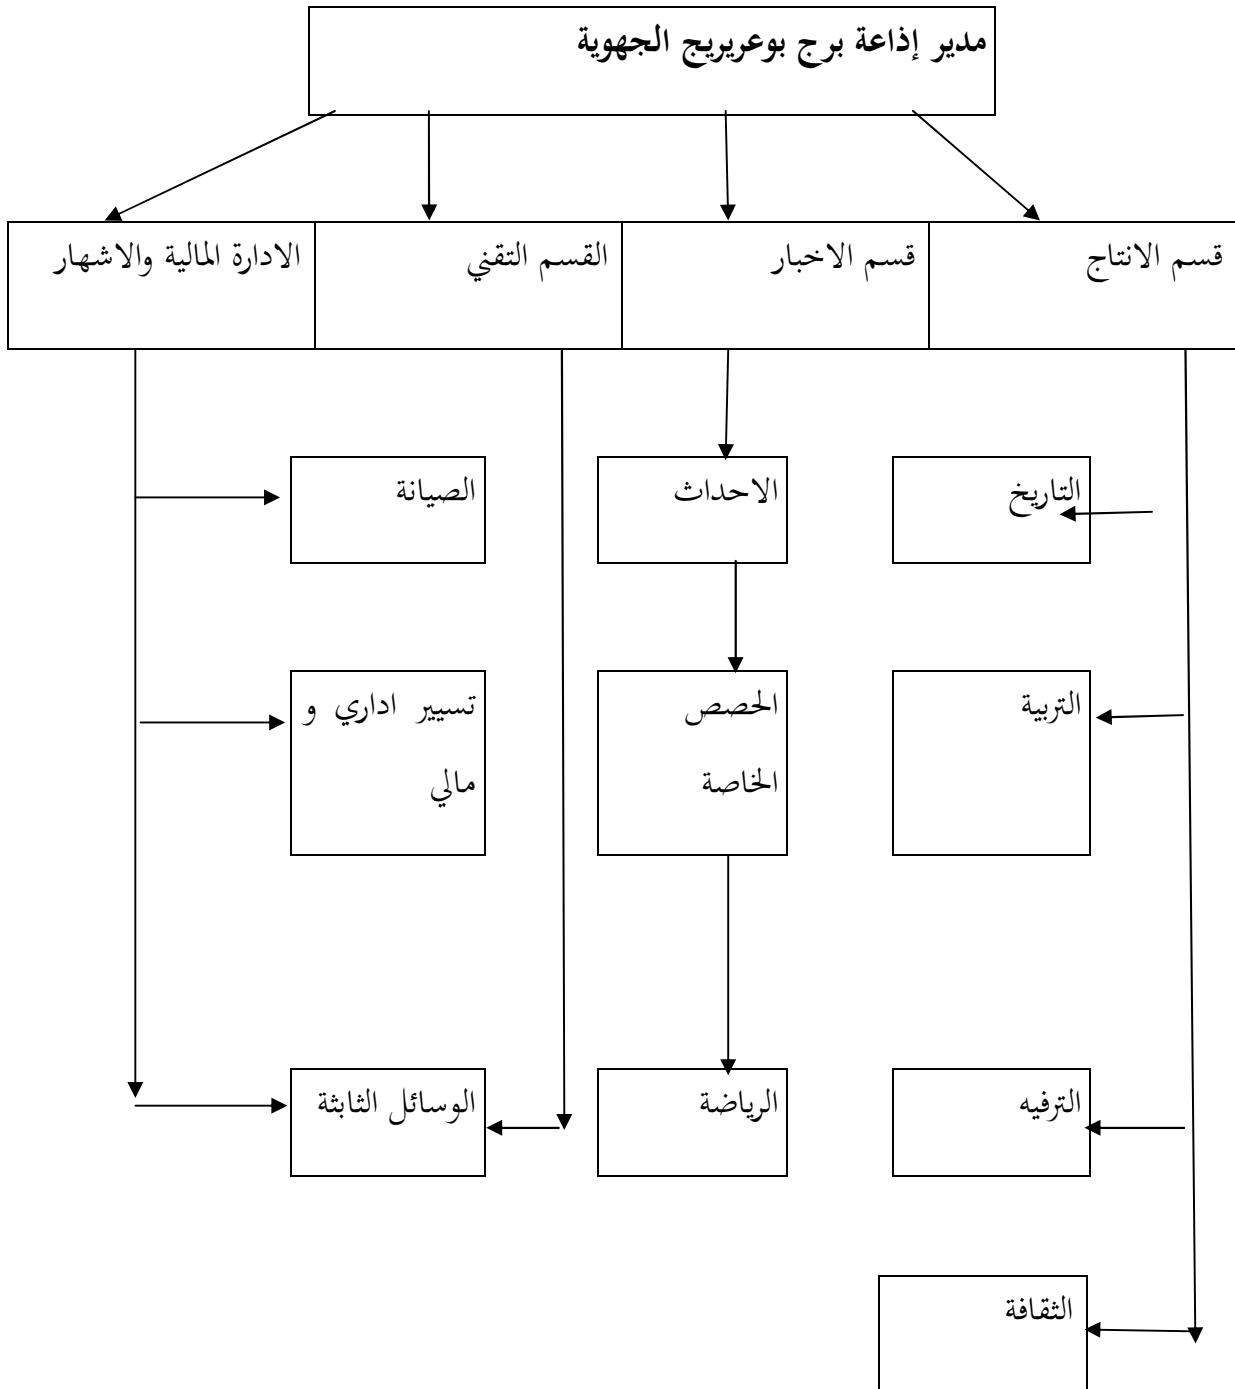 مدير إذاعة برج بوعريريج الجهوية
قسم الانتاج
قسم الاخبار
القسم التقني
الادارة المالية والاشهار
التاريخ
الاحداث
الصيانة
التربية
الحصص
الخاصة
تسيير اداري و
مالي
الترفيه
الرياضة
الوسائل الثابثة
الثقافة